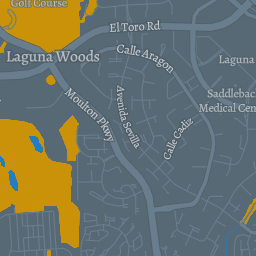 Golf Course
El Toro Rd
Laguna Woods
Calle Aragon
Laguna
Saddleback
Medical Cen
Moulton Pkwy
Avenida Sevilla
Calle Cadiz